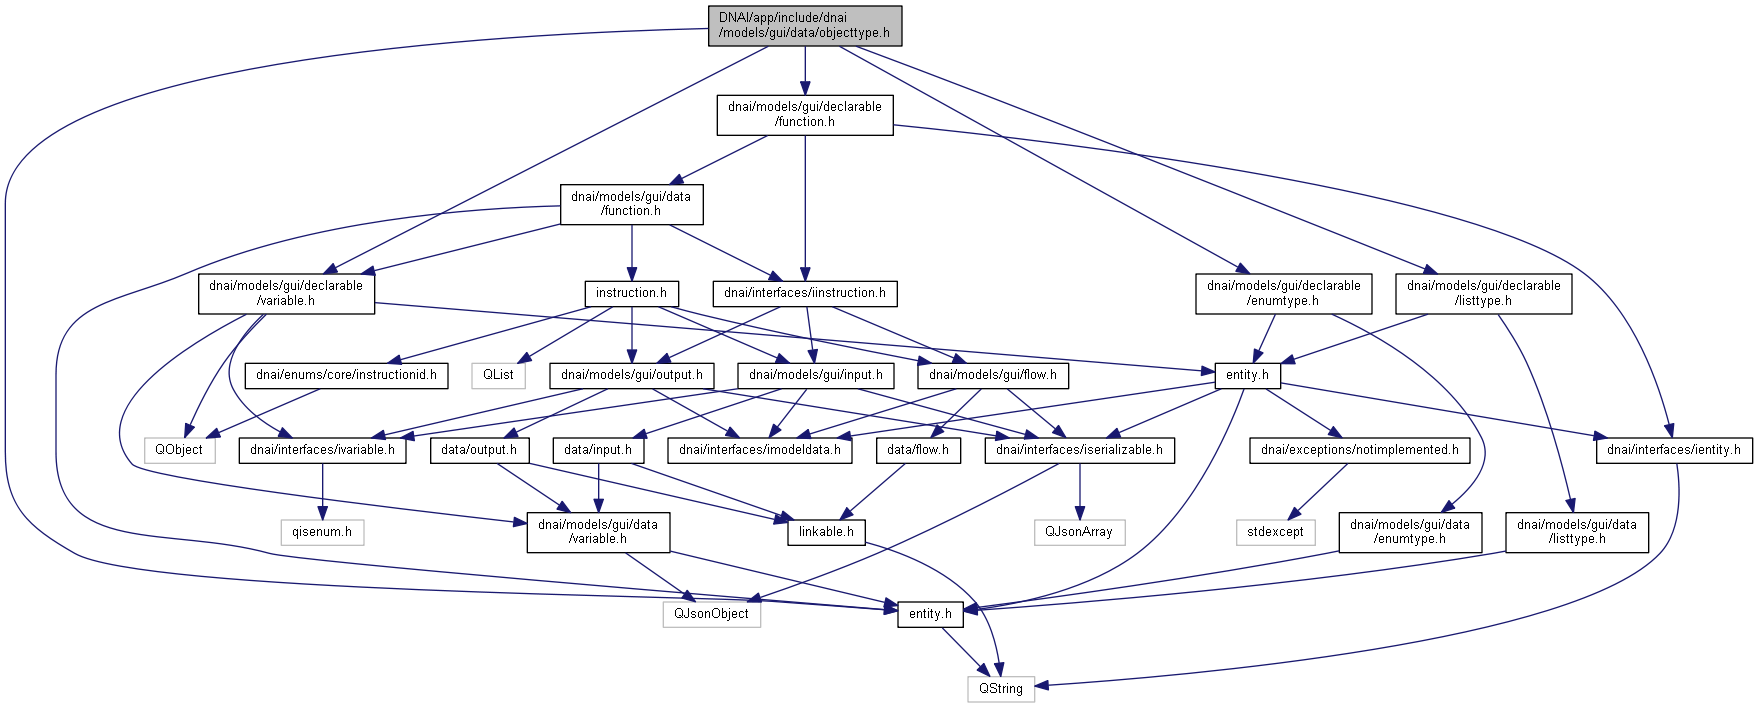 DNAI/app/include/dnai
/models/gui/data/objecttype.h
dnai/models/gui/declarable
/function.h
dnai/models/gui/data
/function.h
dnai/models/gui/declarable
/variable.h
instruction.h
dnai/interfaces/iinstruction.h
dnai/models/gui/declarable
/enumtype.h
dnai/models/gui/declarable
/listtype.h
dnai/enums/core/instructionid.h
QList
dnai/models/gui/output.h
dnai/models/gui/input.h
dnai/models/gui/flow.h
entity.h
QObject
dnai/interfaces/ivariable.h
data/output.h
data/input.h
dnai/interfaces/imodeldata.h
data/flow.h
dnai/interfaces/iserializable.h
dnai/exceptions/notimplemented.h
dnai/interfaces/ientity.h
qisenum.h
dnai/models/gui/data
/variable.h
linkable.h
QJsonArray
stdexcept
dnai/models/gui/data
/enumtype.h
dnai/models/gui/data
/listtype.h
QJsonObject
entity.h
QString